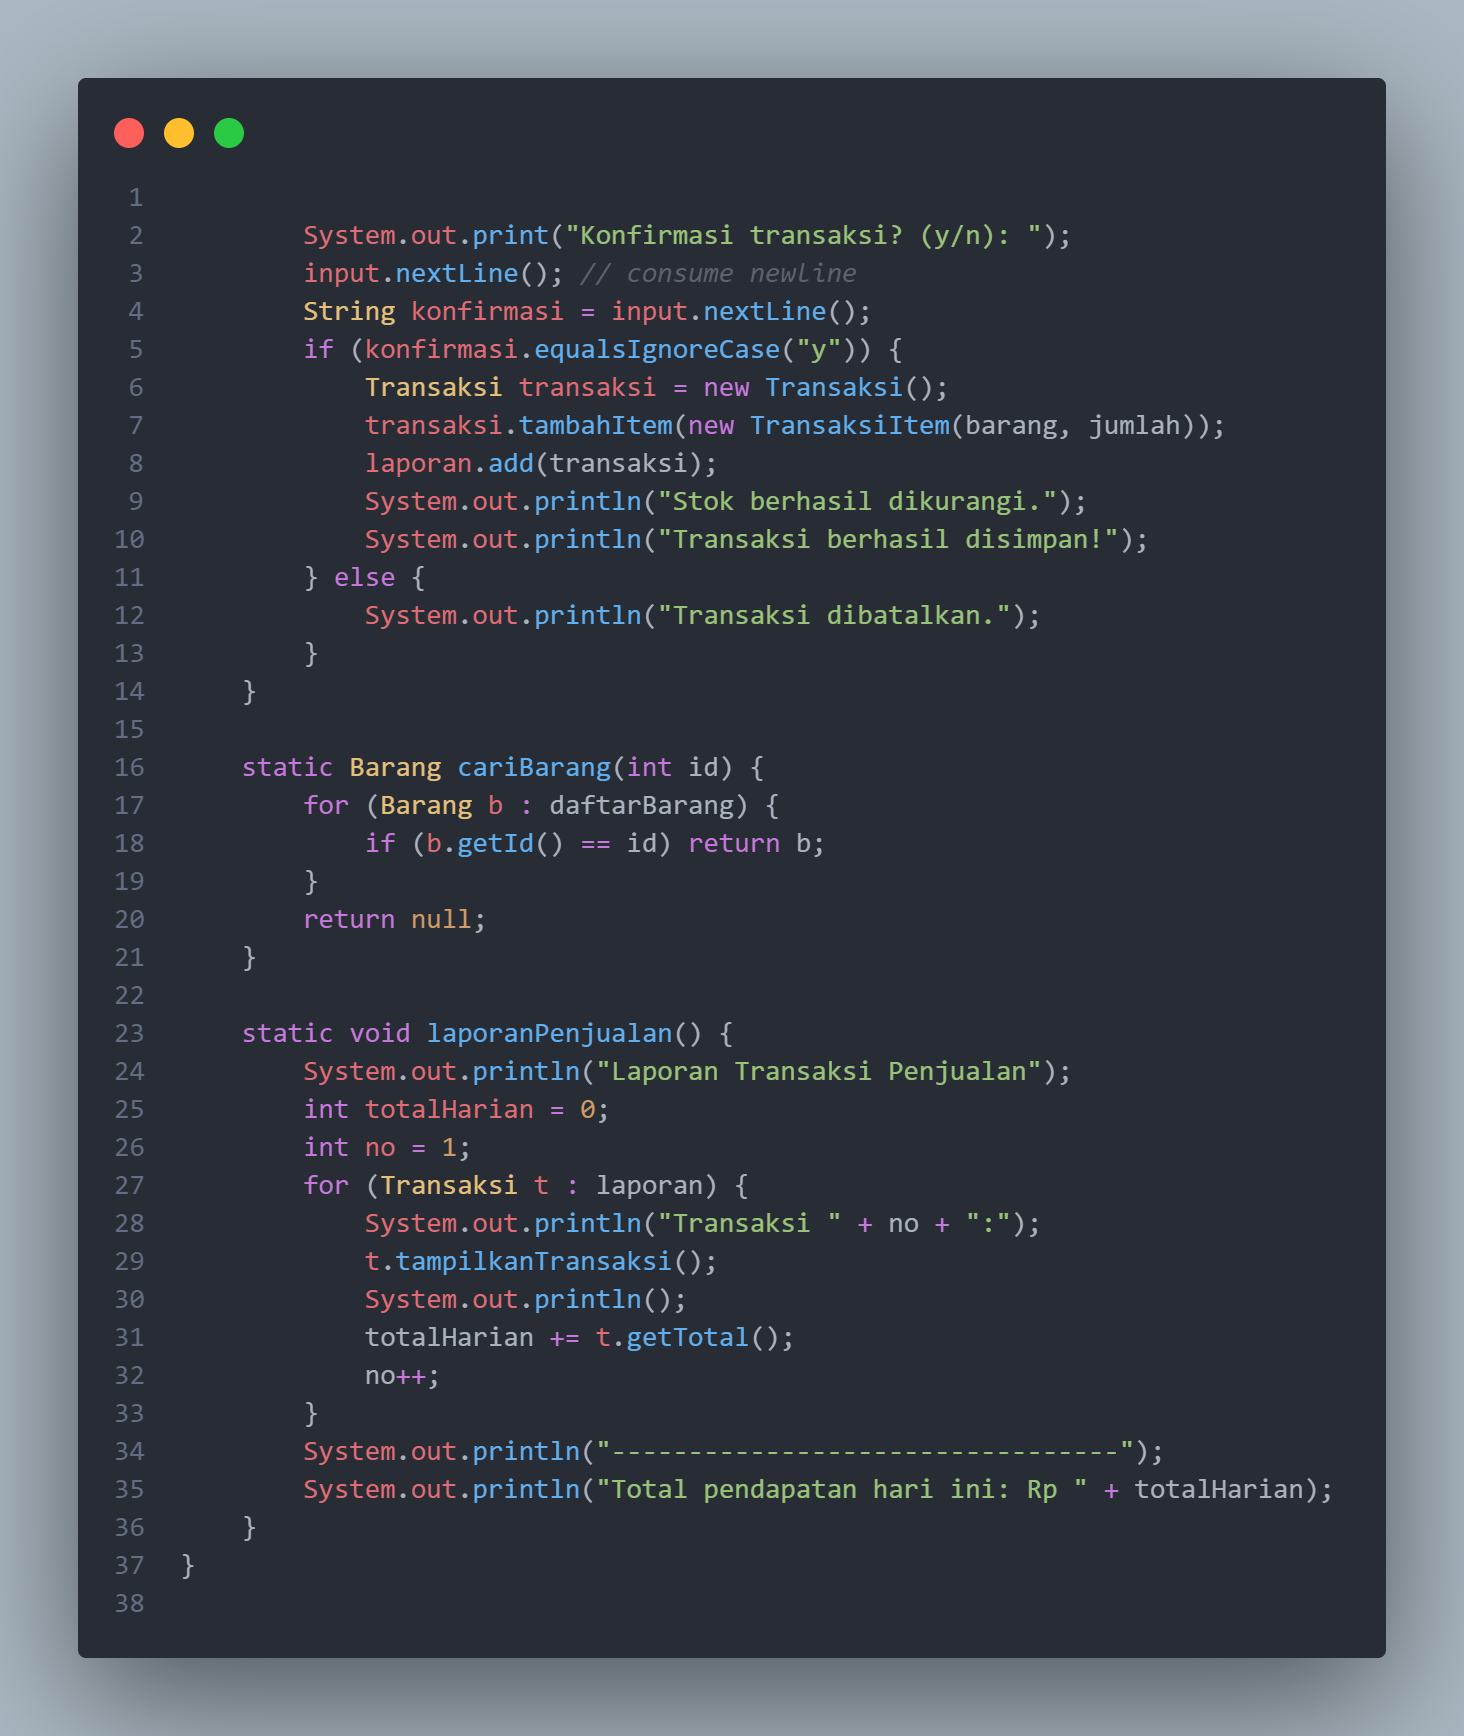 1
2        System.out.print("Konfirmasi transaksi? (y/n): ");
3        input.nextLine(); // consume newline
4        String konfirmasi = input.nextLine();
5        if (konfirmasi.equalsIgnoreCase("y")) {
6            Transaksi transaksi = new Transaksi();
7            transaksi.tambahItem(new TransaksiItem(barang, jumlah));
8            laporan.add(transaksi);
9            System.out.println("Stok berhasil dikurangi.");
10            System.out.println("Transaksi berhasil disimpan!");
11        } else {
12            System.out.println("Transaksi dibatalkan.");
13        }
14    }
15
16    static Barang cariBarang(int id) {
17        for (Barang b : daftarBarang) {
18            if (b.getId() == id) return b;
19        }
20        return null;
21    }
22
23    static void laporanPenjualan() {
24        System.out.println("Laporan Transaksi Penjualan");
25        int totalHarian = 0;
26        int no = 1;
27        for (Transaksi t : laporan) {
28            System.out.println("Transaksi " + no + ":");
29            t.tampilkanTransaksi();
30            System.out.println();
31            totalHarian += t.getTotal();
32            no++;
33        }
34        System.out.println("---------------------------------");
35        System.out.println("Total pendapatan hari ini: Rp " + totalHarian);
36    }
37}
38